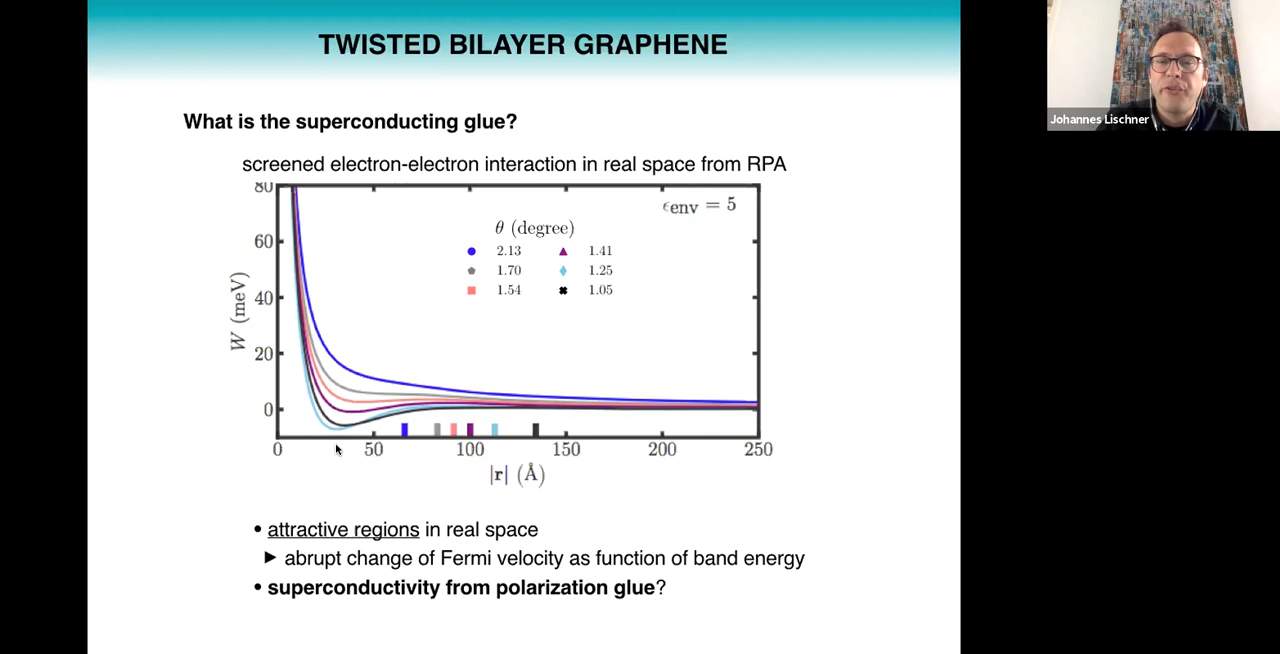 TWISTED BILAYER GRAPHENE
Johannes Lischner
What is the superconducting glue?
screened electron-electron interaction in real space from RPA
80
60
40
20
0
W (meV)
ϵenv = 5
θ (degree)
2.13 1.41
1.70 1.25
1.54 1.05
0 50 100 150 200 250
|r| (Å)
• attractive regions in real space
► abrupt change of Fermi velocity as function of band energy
• superconductivity from polarization glue?